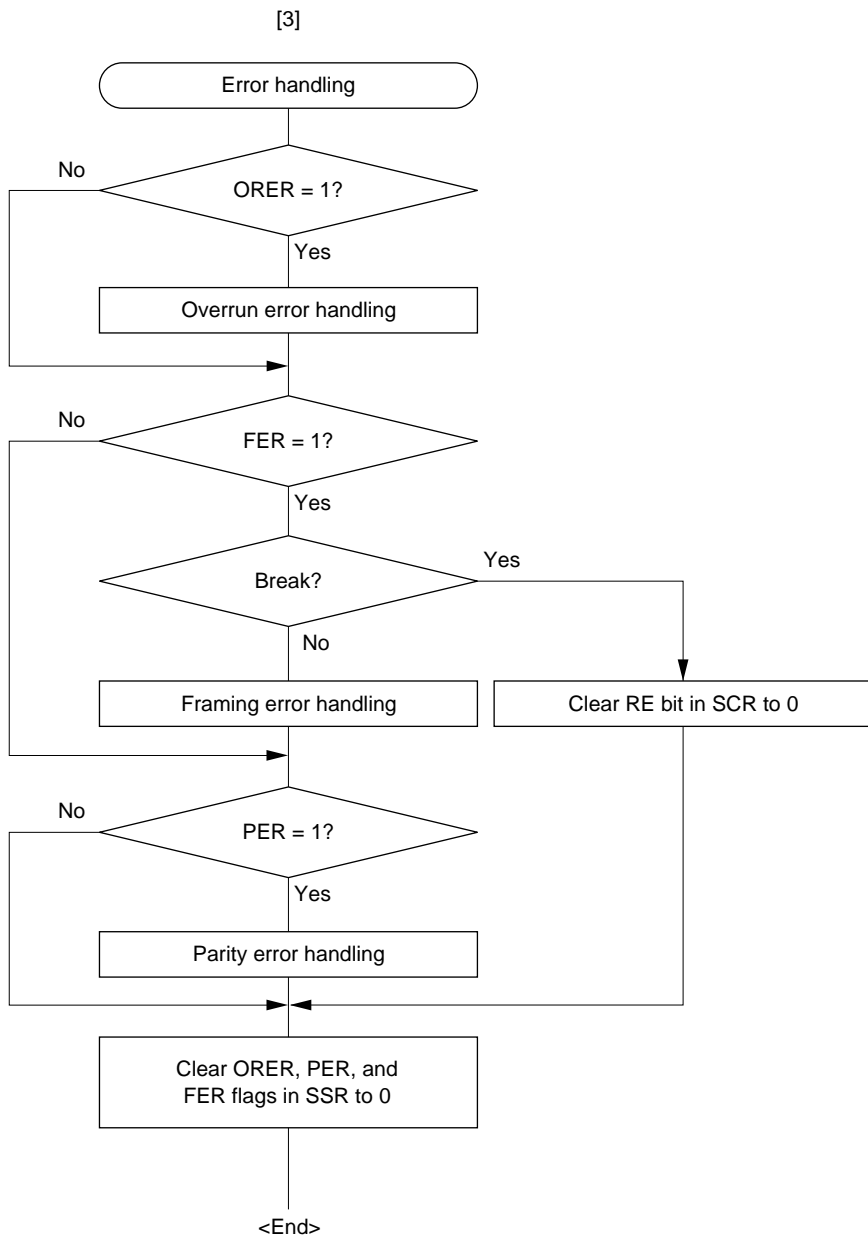 [3]
Error handling
No
ORER = 1?
Yes
Overrun error handling
No
FER = 1?
Yes
Break?
Yes
No
Framing error handling
Clear RE bit in SCR to 0
No
PER = 1?
Yes
Parity error handling
Clear ORER, PER, and
FER flags in SSR to 0
<End>